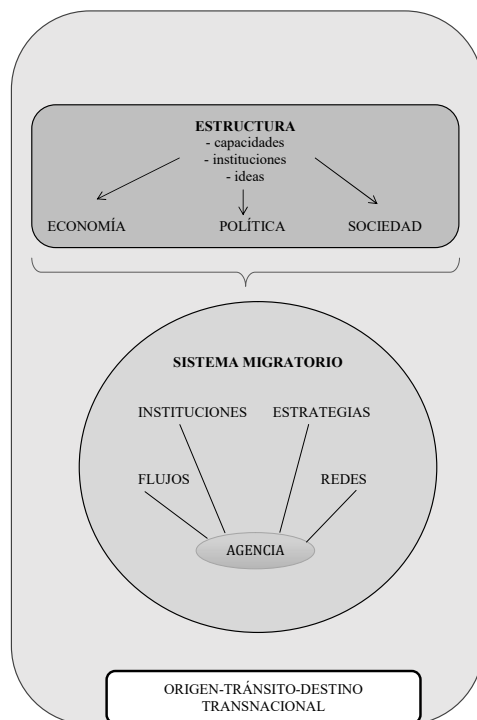 ESTRUCTURA
- capacidades
- instituciones
- ideas
ECONOMÍA POLÍTICA SOCIEDAD
SISTEMA MIGRATORIO
INSTITUCIONES ESTRATEGIAS
FLUJOS REDES
AGENCIA
ORIGEN-TRÁNSITO-DESTINO
TRANSNACIONAL